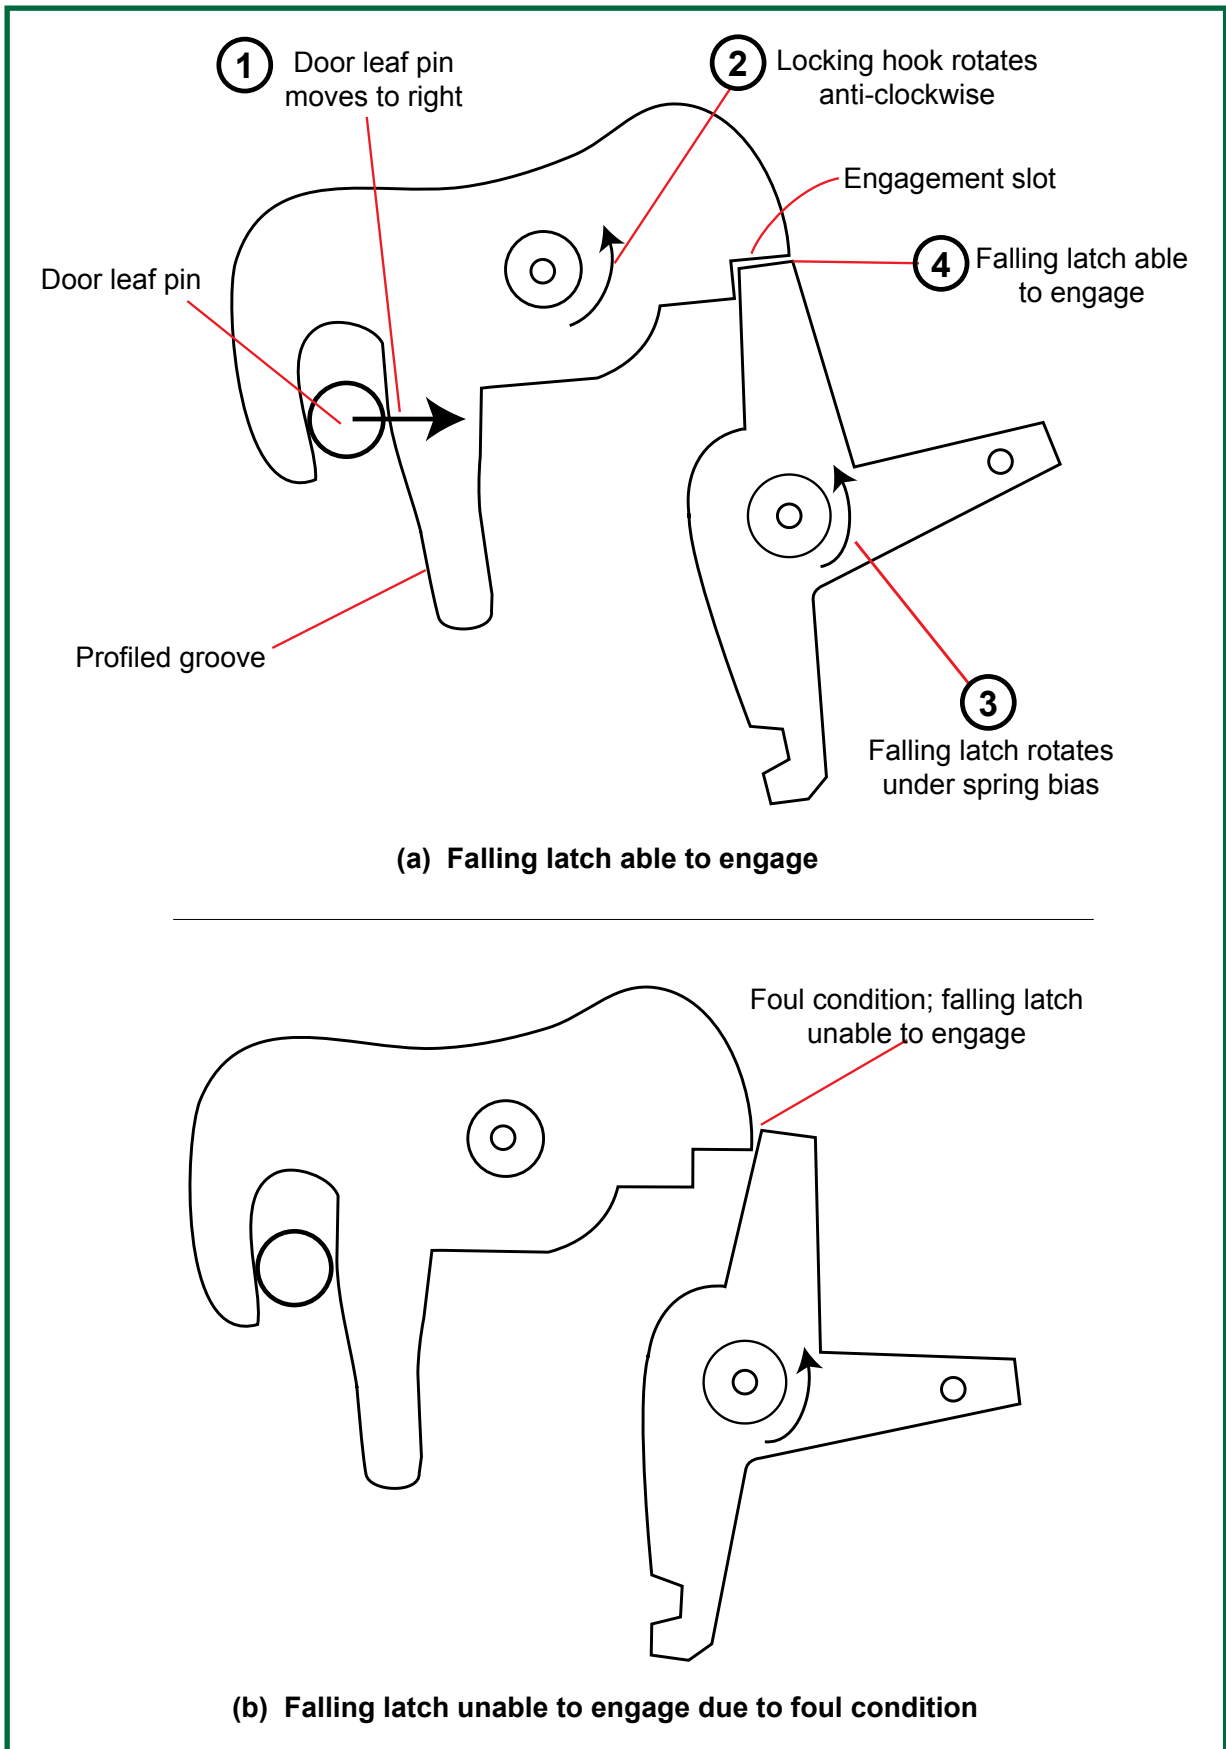 1 Door leaf pin
moves to right
2 Locking hook rotates
anti-clockwise
Engagement slot
4 Falling latch able
to engage
Door leaf pin
Profiled groove
3
Falling latch rotates
under spring bias
(a) Falling latch able to engage
Foul condition; falling latch
unable to engage
(b) Falling latch unable to engage due to foul condition